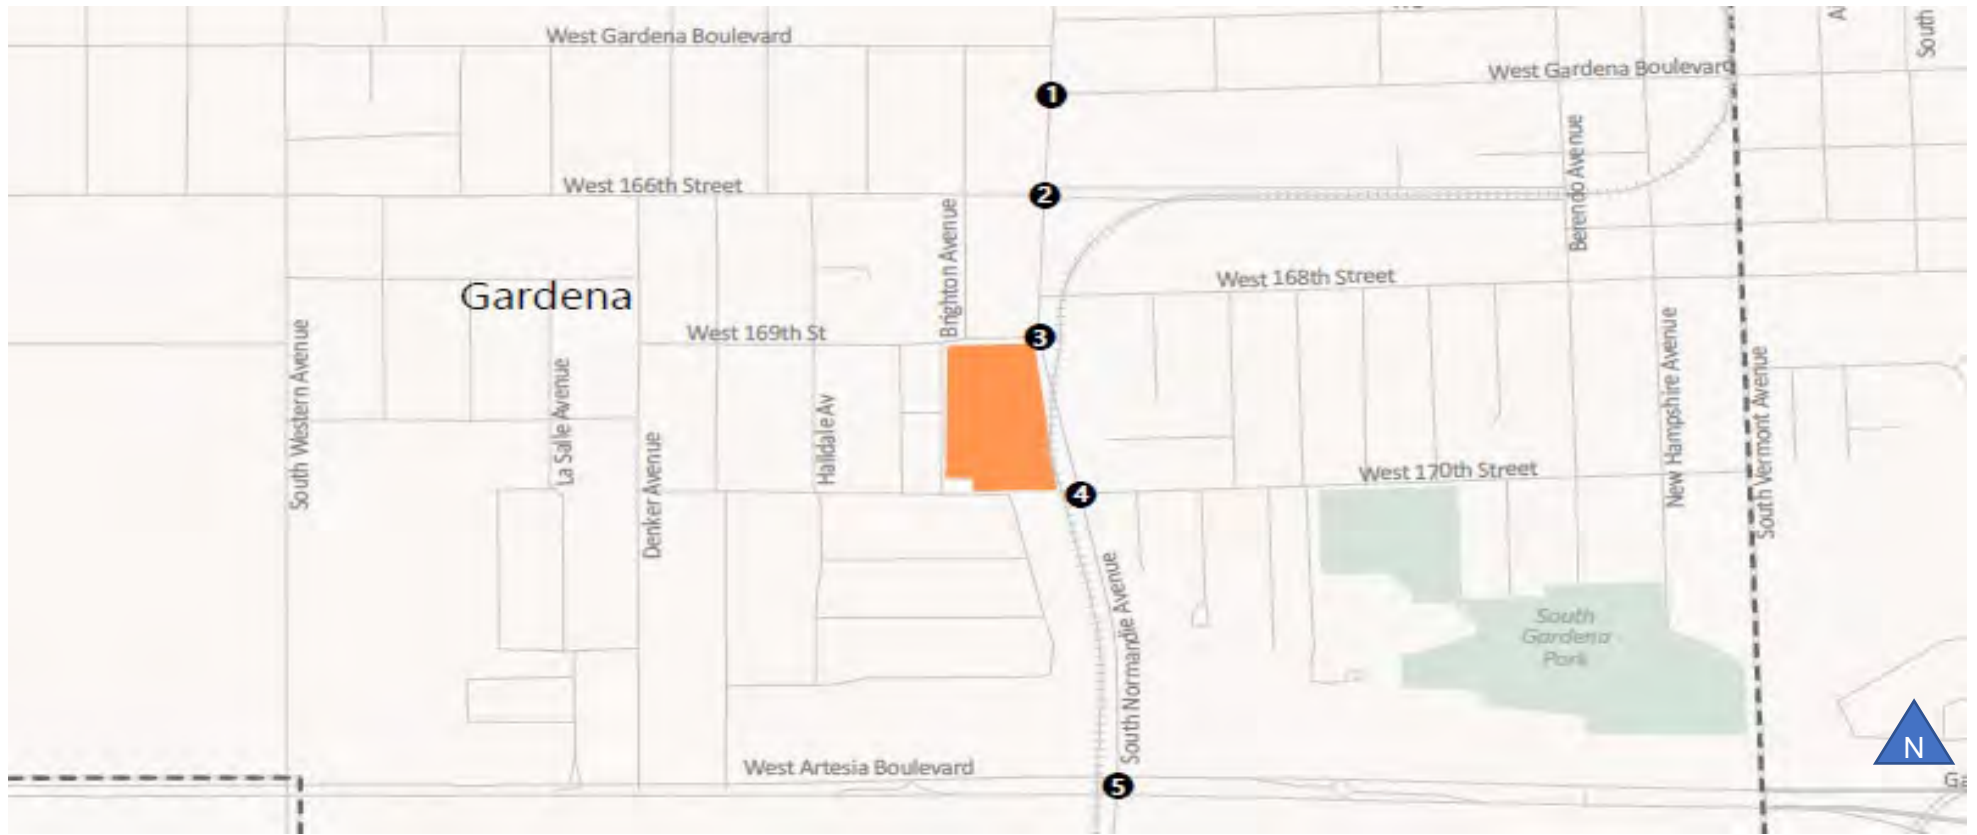 West Gardena Boulevard
South
West Gardena Boulevard
1
Berendo Avenue
West 166th Street
2
Brighton Avenue
West 168th Street
Gardena
South Western Avenue
West 169th St
3
New Hampshire Avenue
South Vermont Avenue
La Salle Avenue
Halldale Av
Denker Avenue
West 170th Street
4
South Normandie Avenue
South
Gardena
Park
N
West Artesia Boulevard
5
Ga